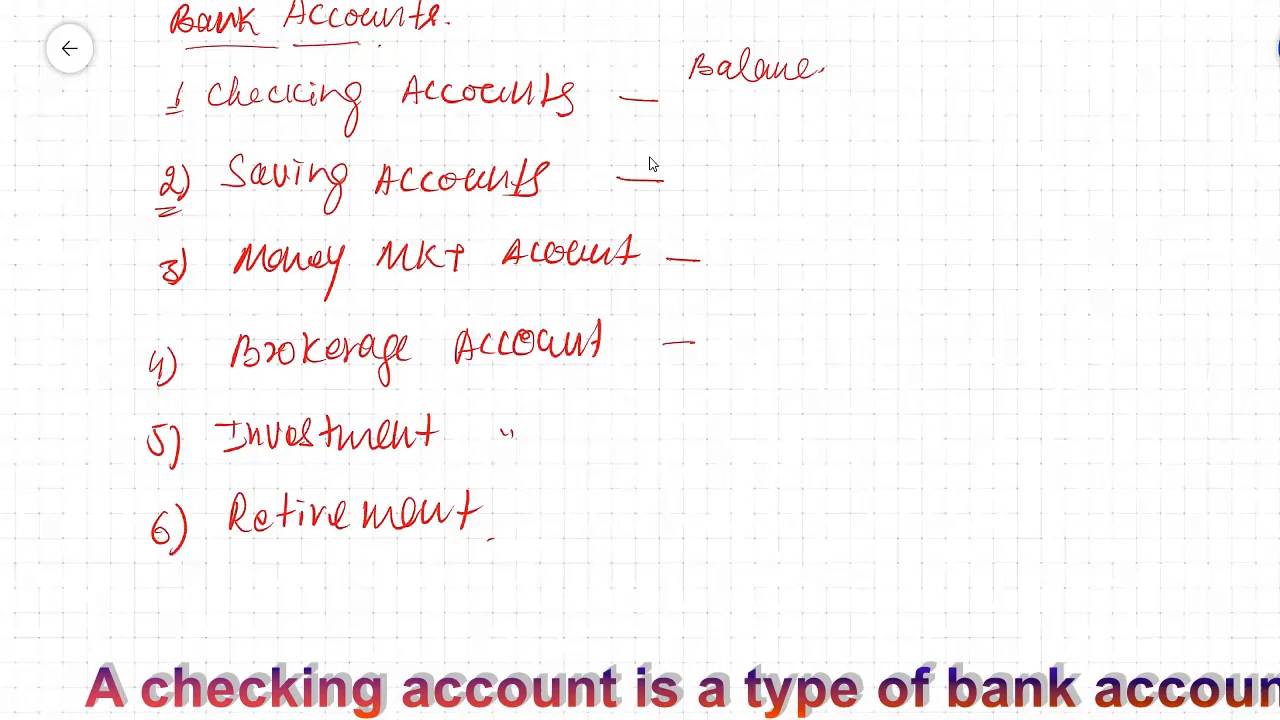 Bank Accounts.
Balance.
1 Checking Accounts —
2) Saving Accounts —
3) Money MKT Acount —
4) Brokerage Account —
5) Investment "
6) Retirement.
A checking account is a type of bank accoun